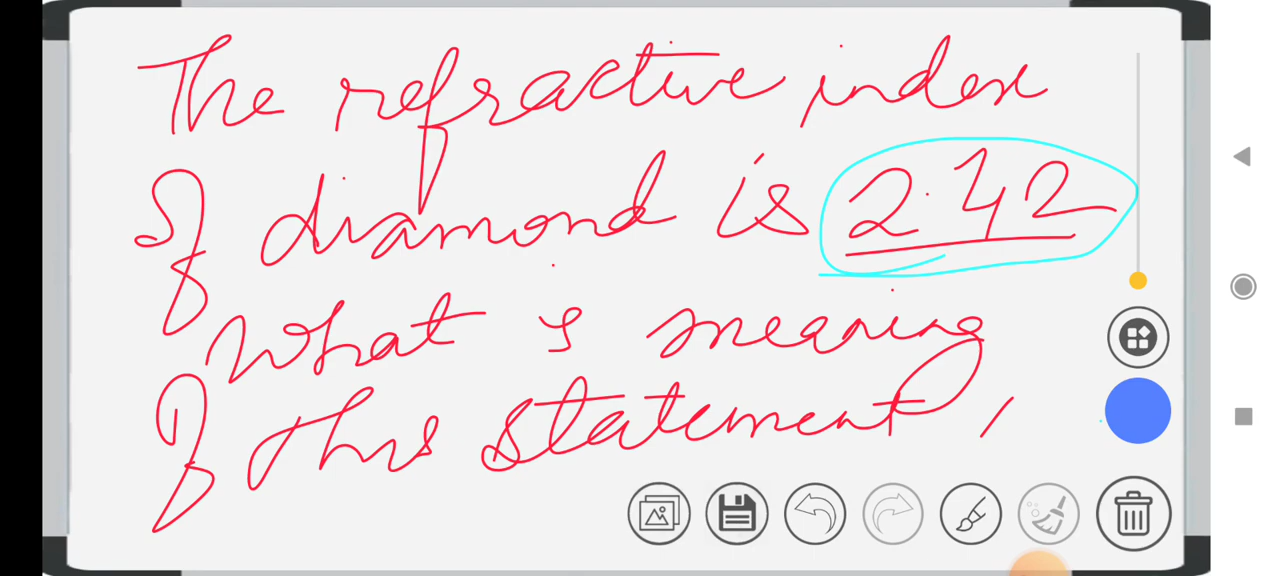 The refractive index
of diamond is 2.42
What is meaning
of this statement,